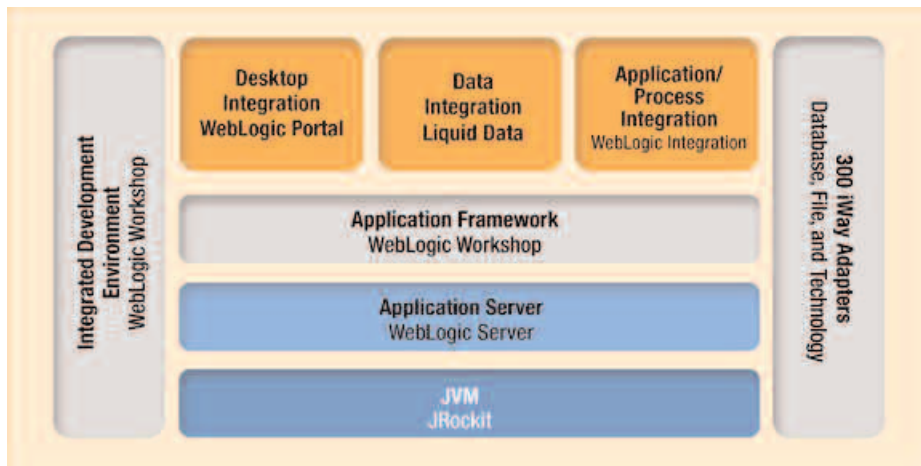 Integrated Development
Environment
WebLogic Workshop
Desktop
Integration
WebLogic Portal
Data
Integration
Liquid Data
Application/
Process
Integration
WebLogic Integration
Application Framework
WebLogic Workshop
Application Server
WebLogic Server
JVM
JRockit
300 iWay Adapters
Database, File, and Technology